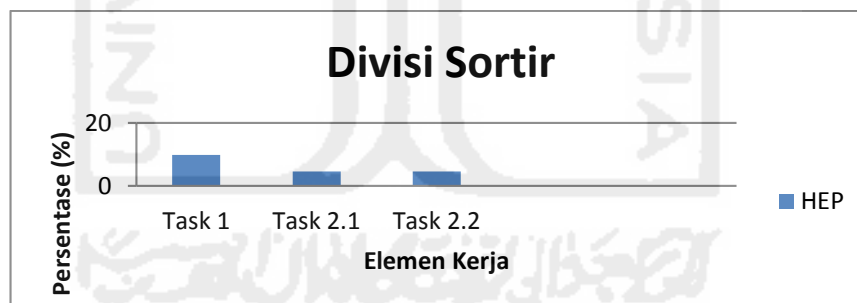 Divisi Sortir
Persentase (%)
20
0
Task 1 Task 2.1 Task 2.2
Elemen Kerja
HEP